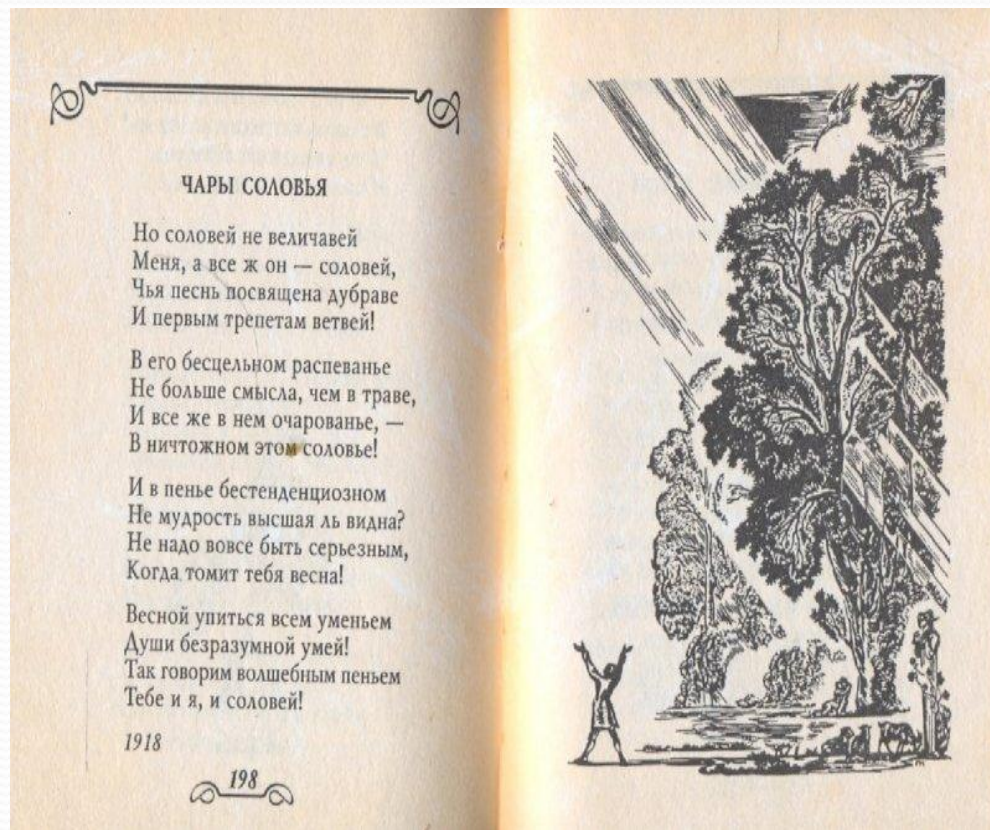 ЧАРЫ СОЛОВЬЯ
Но соловей не величавей
Меня, а все ж он — соловей,
Чья песнь посвящена дубраве
И первым трепетам ветвей!
В его бесцельном распеванье
Не больше смысла, чем в траве,
И все же в нем очарованье, —
В ничтожном этом соловье!
И в пенье бестенденциозном
Не мудрость высшая ль видна?
Не надо вовсе быть серьезным,
Когда томит тебя весна!
Весной упиться всем уменьем
Души безразумной умей!
Так говорим волшебным пеньем
Тебе и я, и соловей!
1918
198